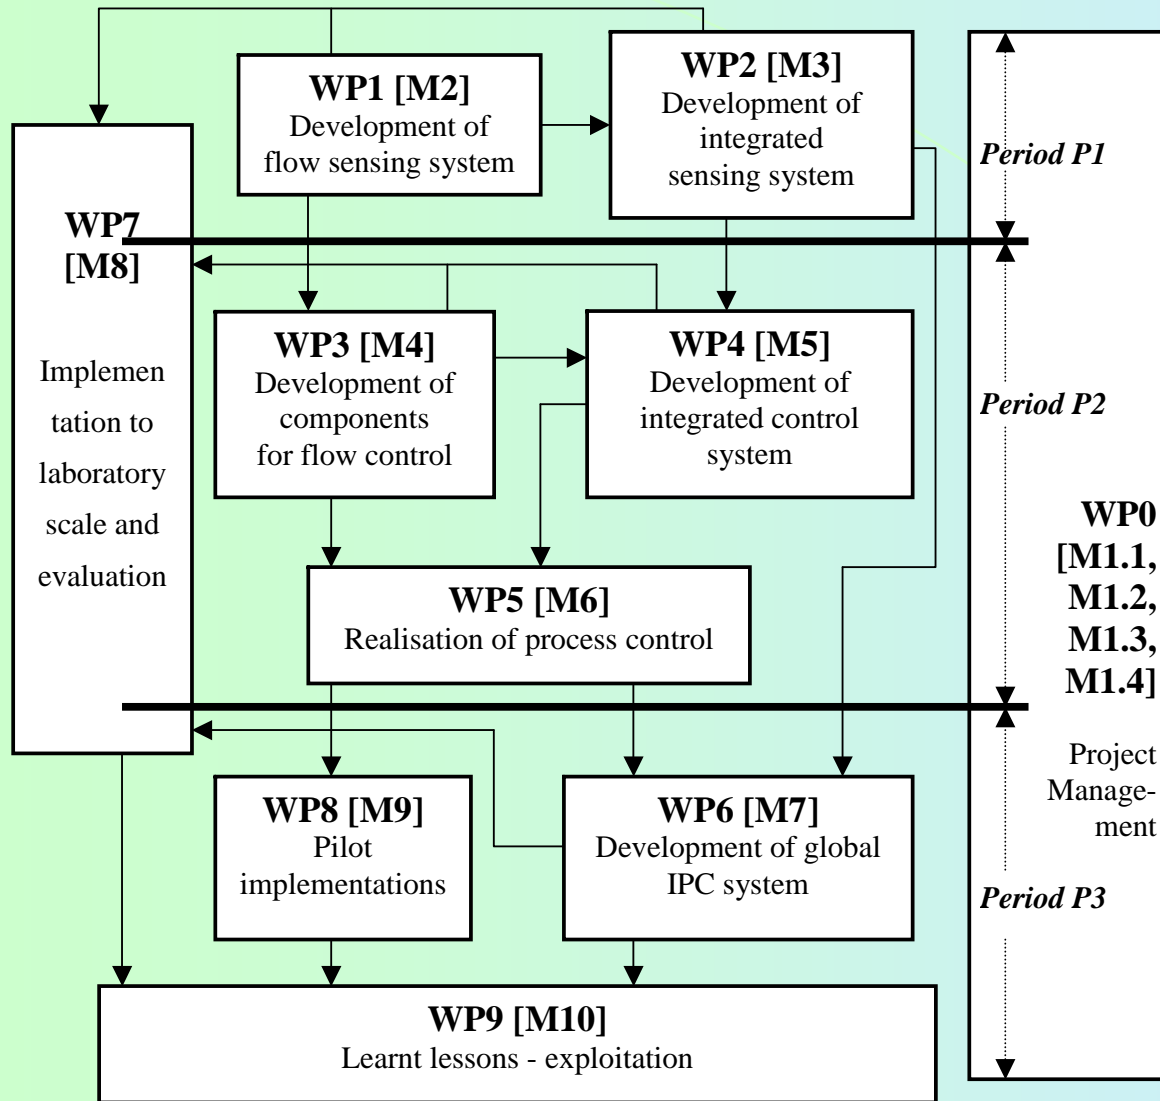 WP1 [M2]
Development of
flow sensing system
WP2 [M3]
Development of
integrated
sensing system
Period P1
WP7
[M8]
Implemen
tation to
laboratory
scale and
evaluation
WP3 [M4]
Development of
components
for flow control
WP4 [M5]
Development of
integrated control
system
Period P2
WP5 [M6]
Realisation of process control
WP0
[M1.1,
M1.2,
M1.3,
M1.4]
Project
Manage-
ment
WP8 [M9]
Pilot
implementations
WP6 [M7]
Development of global
IPC system
Period P3
WP9 [M10]
Learnt lessons - exploitation